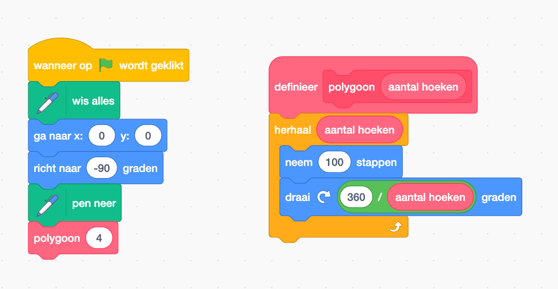 wanneer op wordt geklikt
wis alles
ga naar x: 0 y: 0
richt naar -90 graden
pen neer
polygoon 4
definieer polygoon aantal hoeken
herhaal aantal hoeken
neem 100 stappen
draai 360 / aantal hoeken graden